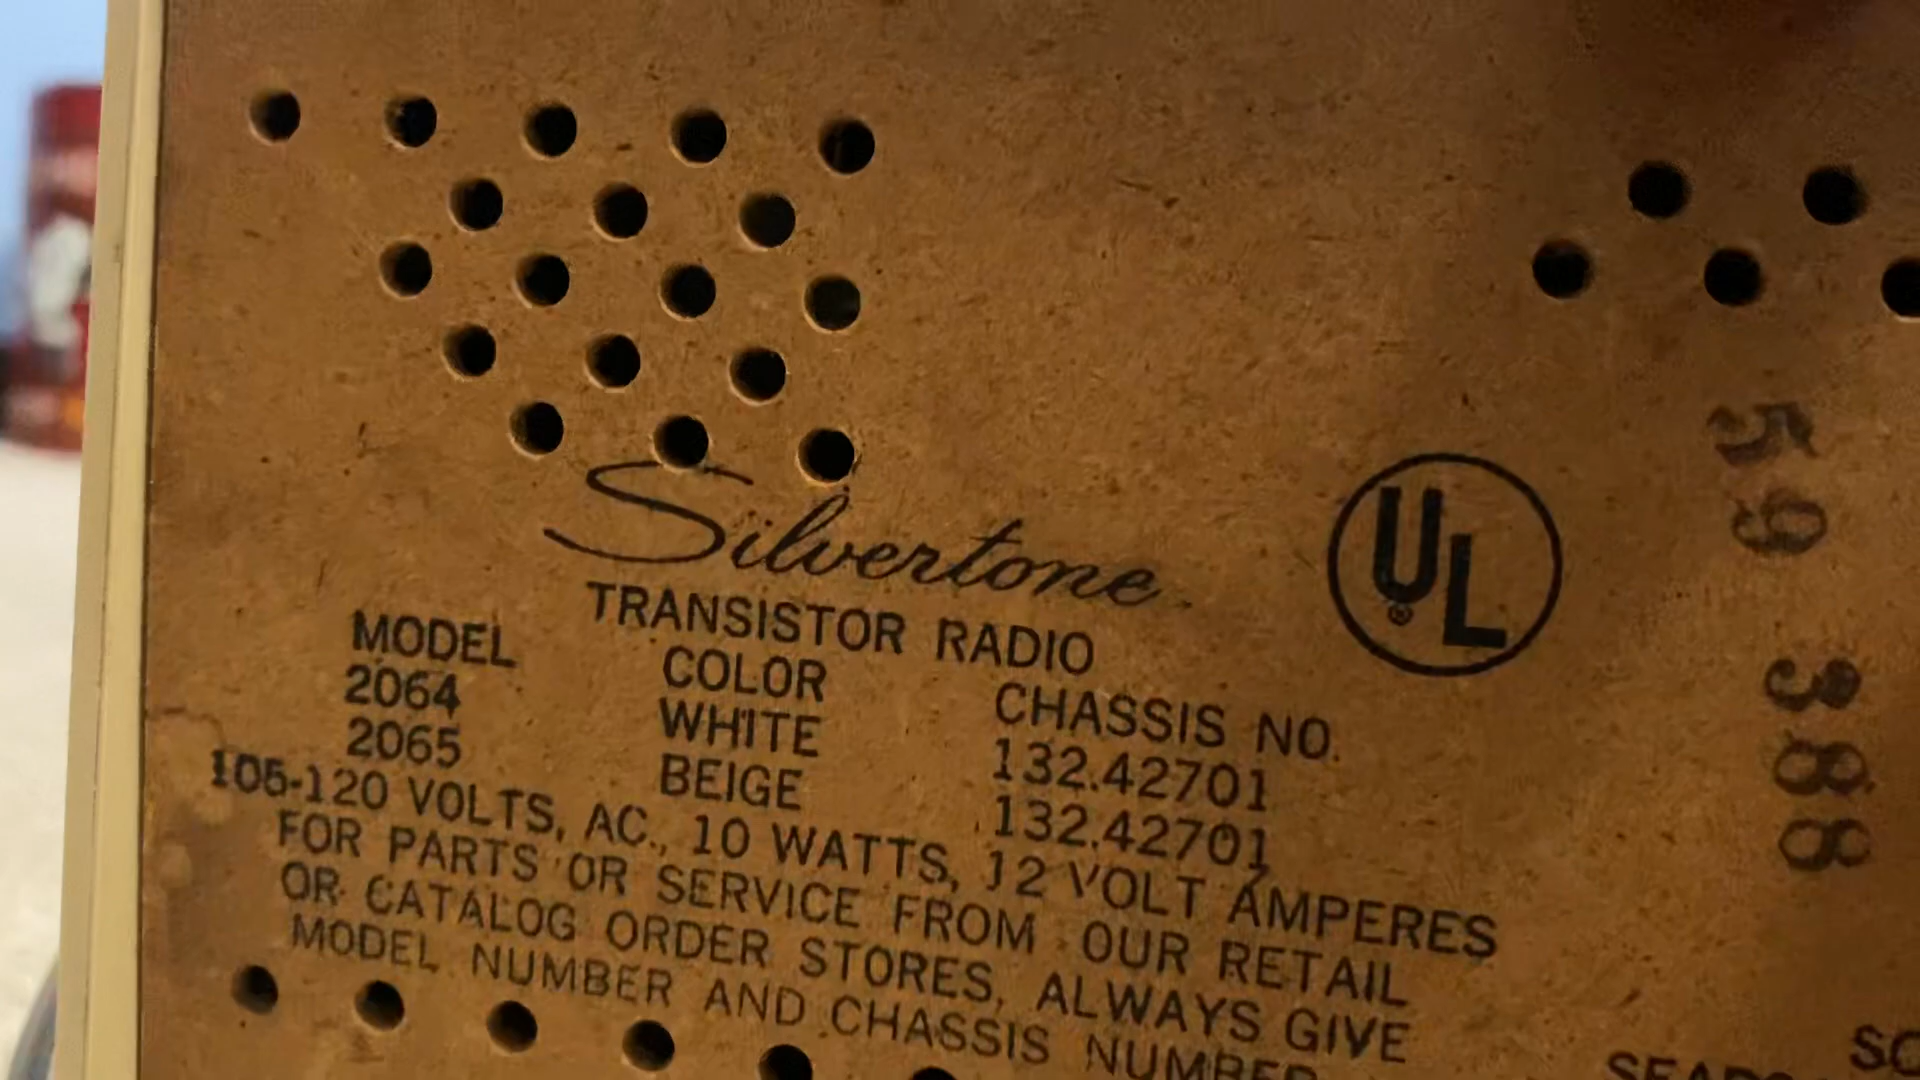 Silvertone
TRANSISTOR RADIO
UL
®
MODEL COLOR CHASSIS NO.
2064 WHITE 132.42701
2065 BEIGE 132.42701
105-120 VOLTS, AC., 10 WATTS, 12 VOLT AMPERES
FOR PARTS OR SERVICE FROM OUR RETAIL
OR CATALOG ORDER STORES, ALWAYS GIVE
MODEL NUMBER AND CHASSIS NUMBER
59 388